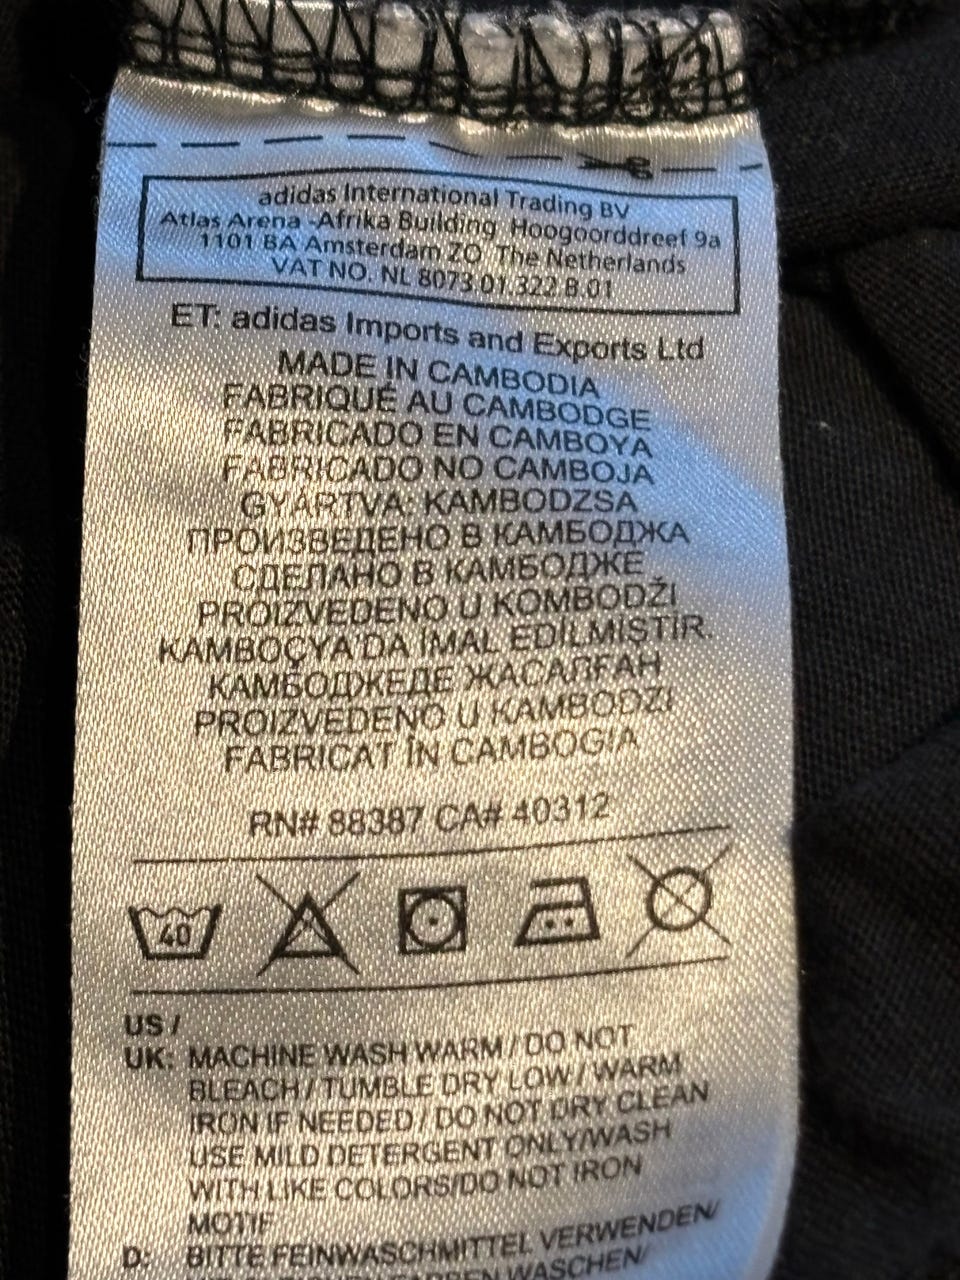 adidas International Trading BV
Atlas Arena -Afrika Building Hoogoorddreef 9a
1101 BA Amsterdam ZO The Netherlands
VAT NO. NL 8073.01.322.B.01
ET: adidas Imports and Exports Ltd
MADE IN CAMBODIA
FABRIQUÉ AU CAMBODGE
FABRICADO EN CAMBOYA
FABRICADO NO CAMBOJA
GYÁRTVA: KAMBODZSA
ПРОИЗВЕДЕНО В КАМБОДЖА
СДЕЛАНО В КАМБОДЖЕ
PROIZVEDENO U KOMBODŽI
KAMBOÇYA'DA İMAL EDİLMİŞTİR.
КАМБОДЖЕДЕ ЖАСАЛҒАН
PROIZVEDENO U KAMBODŽI
FABRICAT ÎN CAMBOGIA
RN# 88387 CA# 40312
40
US /
UK: MACHINE WASH WARM / DO NOT
BLEACH / TUMBLE DRY LOW / WARM
IRON IF NEEDED / DO NOT DRY CLEAN
USE MILD DETERGENT ONLY/WASH
WITH LIKE COLORS/DO NOT IRON
MOTIF
D: BITTE FEINWASCHMITTEL VERWENDEN/
FARBEN WASCHEN/